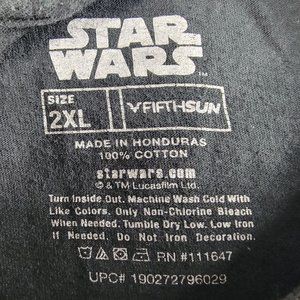 STAR
WARS
TM
SIZE
2XL
FIFTHSUN
MADE IN HONDURAS
100% COTTON
starwars.com
© & TM Lucasfilm Ltd.
Turn Inside Out. Machine Wash Cold With
Like Colors. Only Non-Chlorine Bleach
When Needed. Tumble Dry Low. Low Iron
If Needed. Do Not Iron Decoration.
RN #111647
UPC# 190272796029